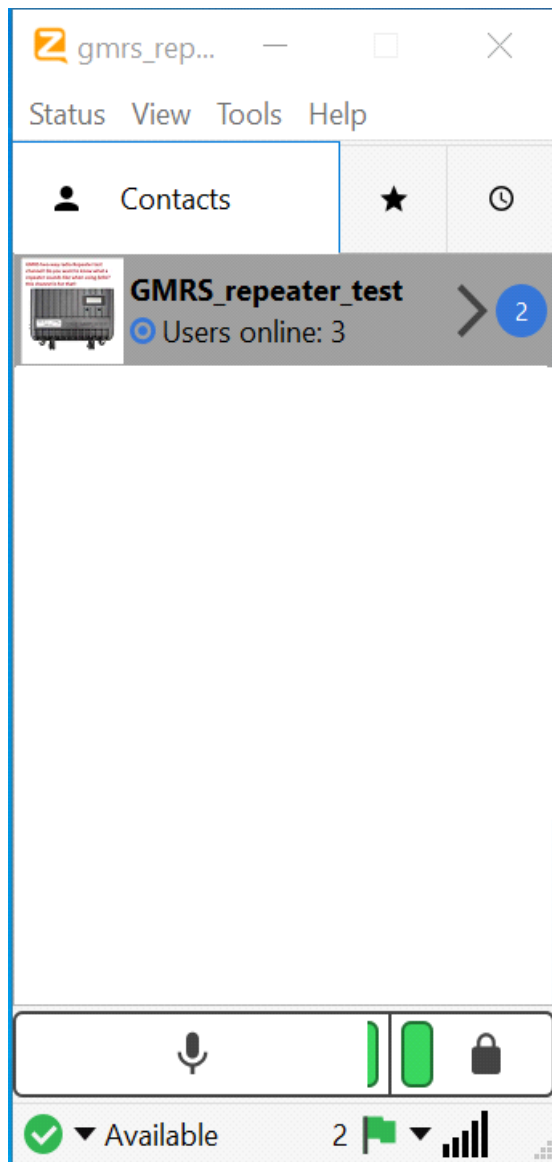 gmrs_rep...
Status View Tools Help
Contacts
GMRS_repeater_test
Users online: 3
2
Available
2